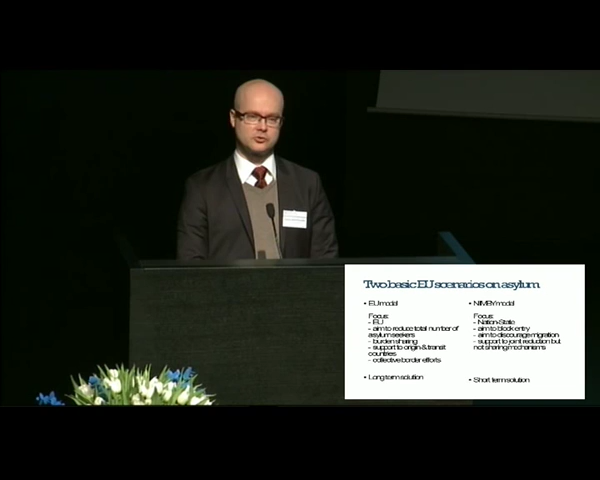 Two basic EU scenarios on asylum
• EU model
Focus:
- EU
- aim to reduce total number of
asylum seekers
- burden sharing
- support to origin & transit
countries
- collective border efforts
• Long term solution
• NIMBY model
Focus:
- Nation-State
- aim to block entry
- aim to discourage migration
- support to joint reduction but
not sharing mechanisms
• Short term solution